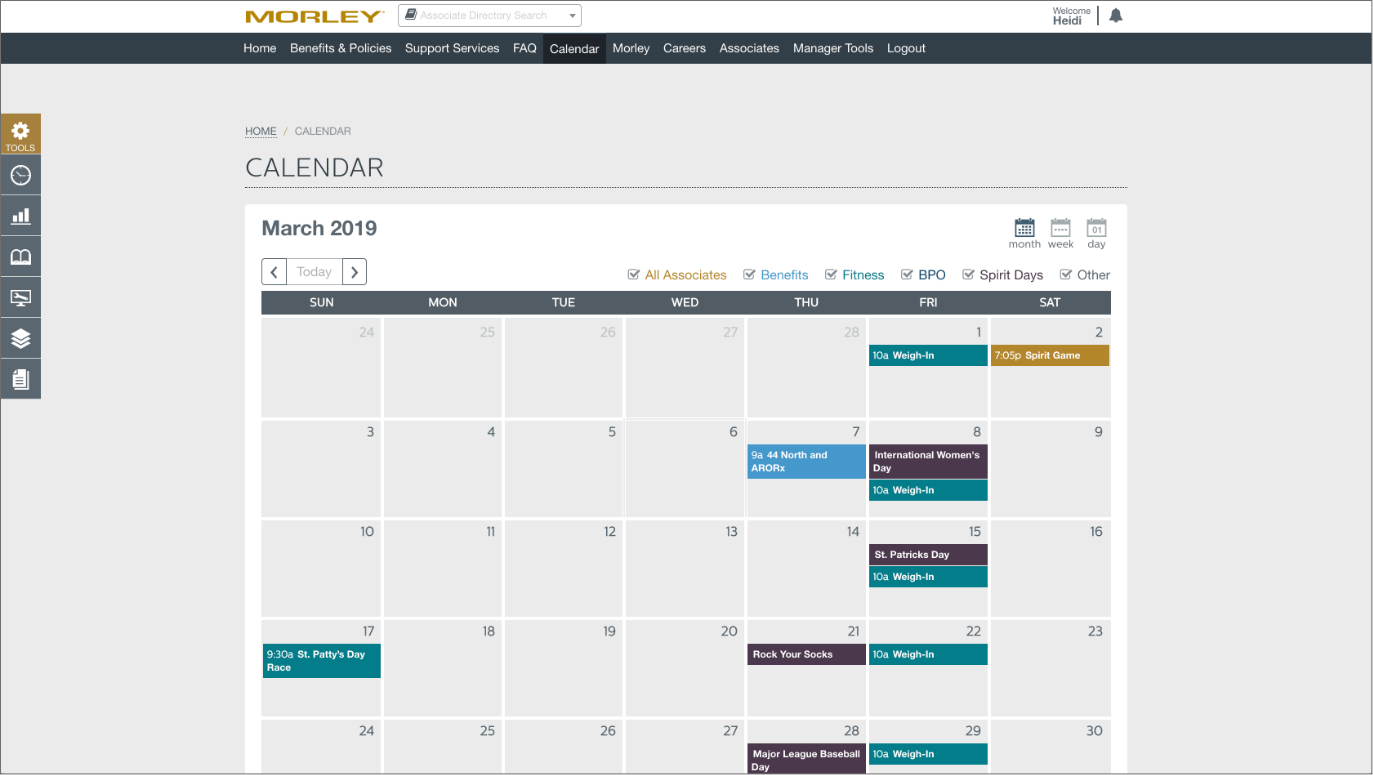 MORLEY
Associate Directory Search
Welcome
Heidi
Home Benefits & Policies Support Services FAQ Calendar Morley Careers Associates Manager Tools Logout
TOOLS
HOME / CALENDAR
CALENDAR
March 2019
01
month week day
Today
All Associates Benefits Fitness BPO Spirit Days Other
SUN MON TUE WED THU FRI SAT
24 25 26 27 28 1 2
10a Weigh-In
7:05p Spirit Game
3 4 5 6 7 8 9
9a 44 North and
ARORx
International Women's
Day
10a Weigh-In
10 11 12 13 14 15 16
St. Patricks Day
10a Weigh-In
17 18 19 20 21 22 23
9:30a St. Patty's Day
Race
Rock Your Socks
10a Weigh-In
24 25 26 27 28 29 30
Major League Baseball
Day
10a Weigh-In